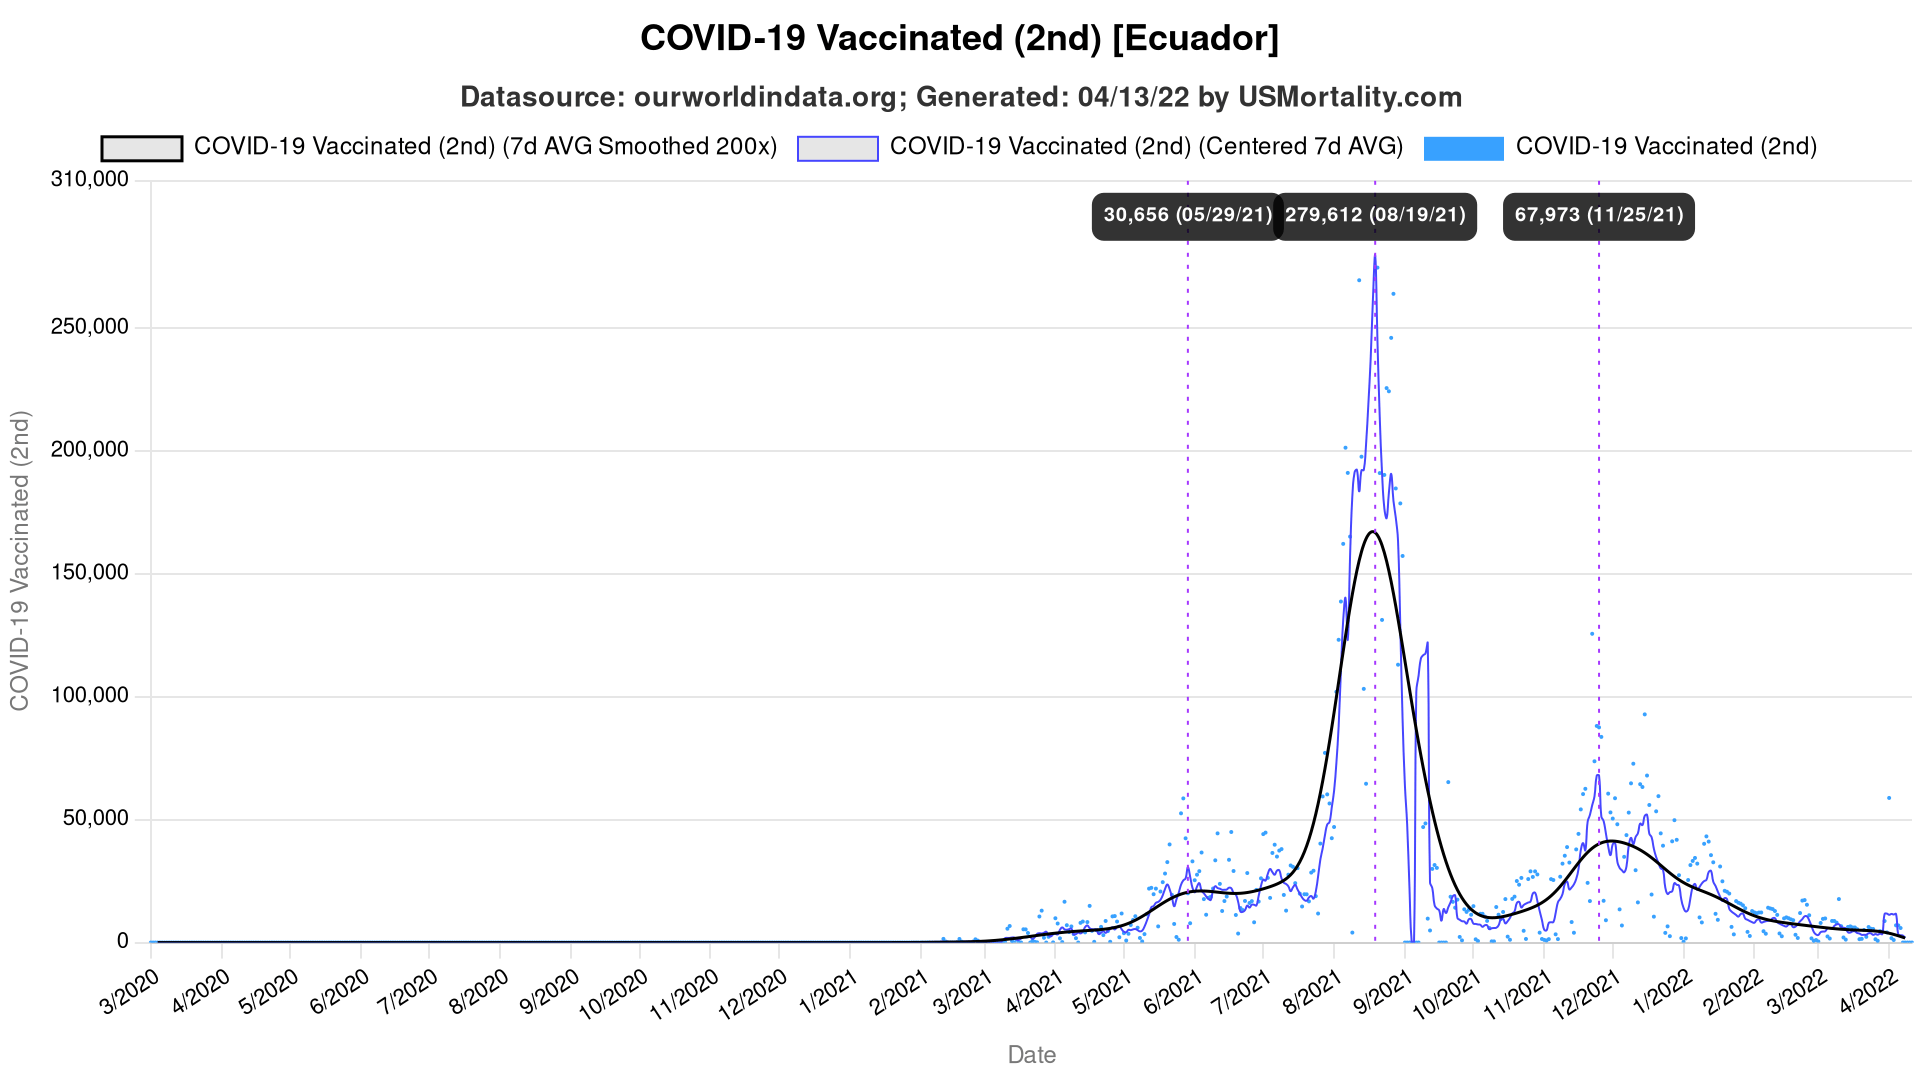 COVID-19 Vaccinated (2nd) [Ecuador]
Datasource: ourworldindata.org; Generated: 04/13/22 by USMortality.com
COVID-19 Vaccinated (2nd) (7d AVG Smoothed 200x) COVID-19 Vaccinated (2nd) (Centered 7d AVG) COVID-19 Vaccinated (2nd)
310,000
30,656 (05/29/21) 279,612 (08/19/21) 67,973 (11/25/21)
250,000
200,000
150,000
100,000
50,000
0
COVID-19 Vaccinated (2nd)
3/2020 4/2020 5/2020 6/2020 7/2020 8/2020 9/2020 10/2020 11/2020 12/2020 1/2021 2/2021 3/2021 4/2021 5/2021 6/2021 7/2021 8/2021 9/2021 10/2021 11/2021 12/2021 1/2022 2/2022 3/2022 4/2022
Date